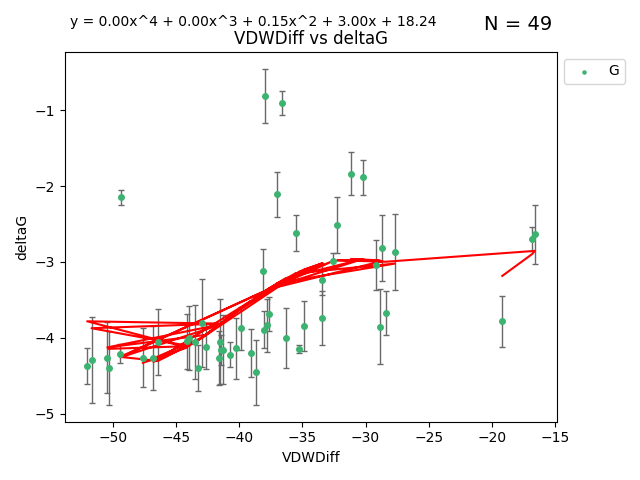 y = 0.00x^4 + 0.00x^3 + 0.15x^2 + 3.00x + 18.24
N = 49
VDWDiff vs deltaG
G
deltaG
−1
−2
−3
−4
−5
−50 −45 −40 −35 −30 −25 −20 −15
VDWDiff